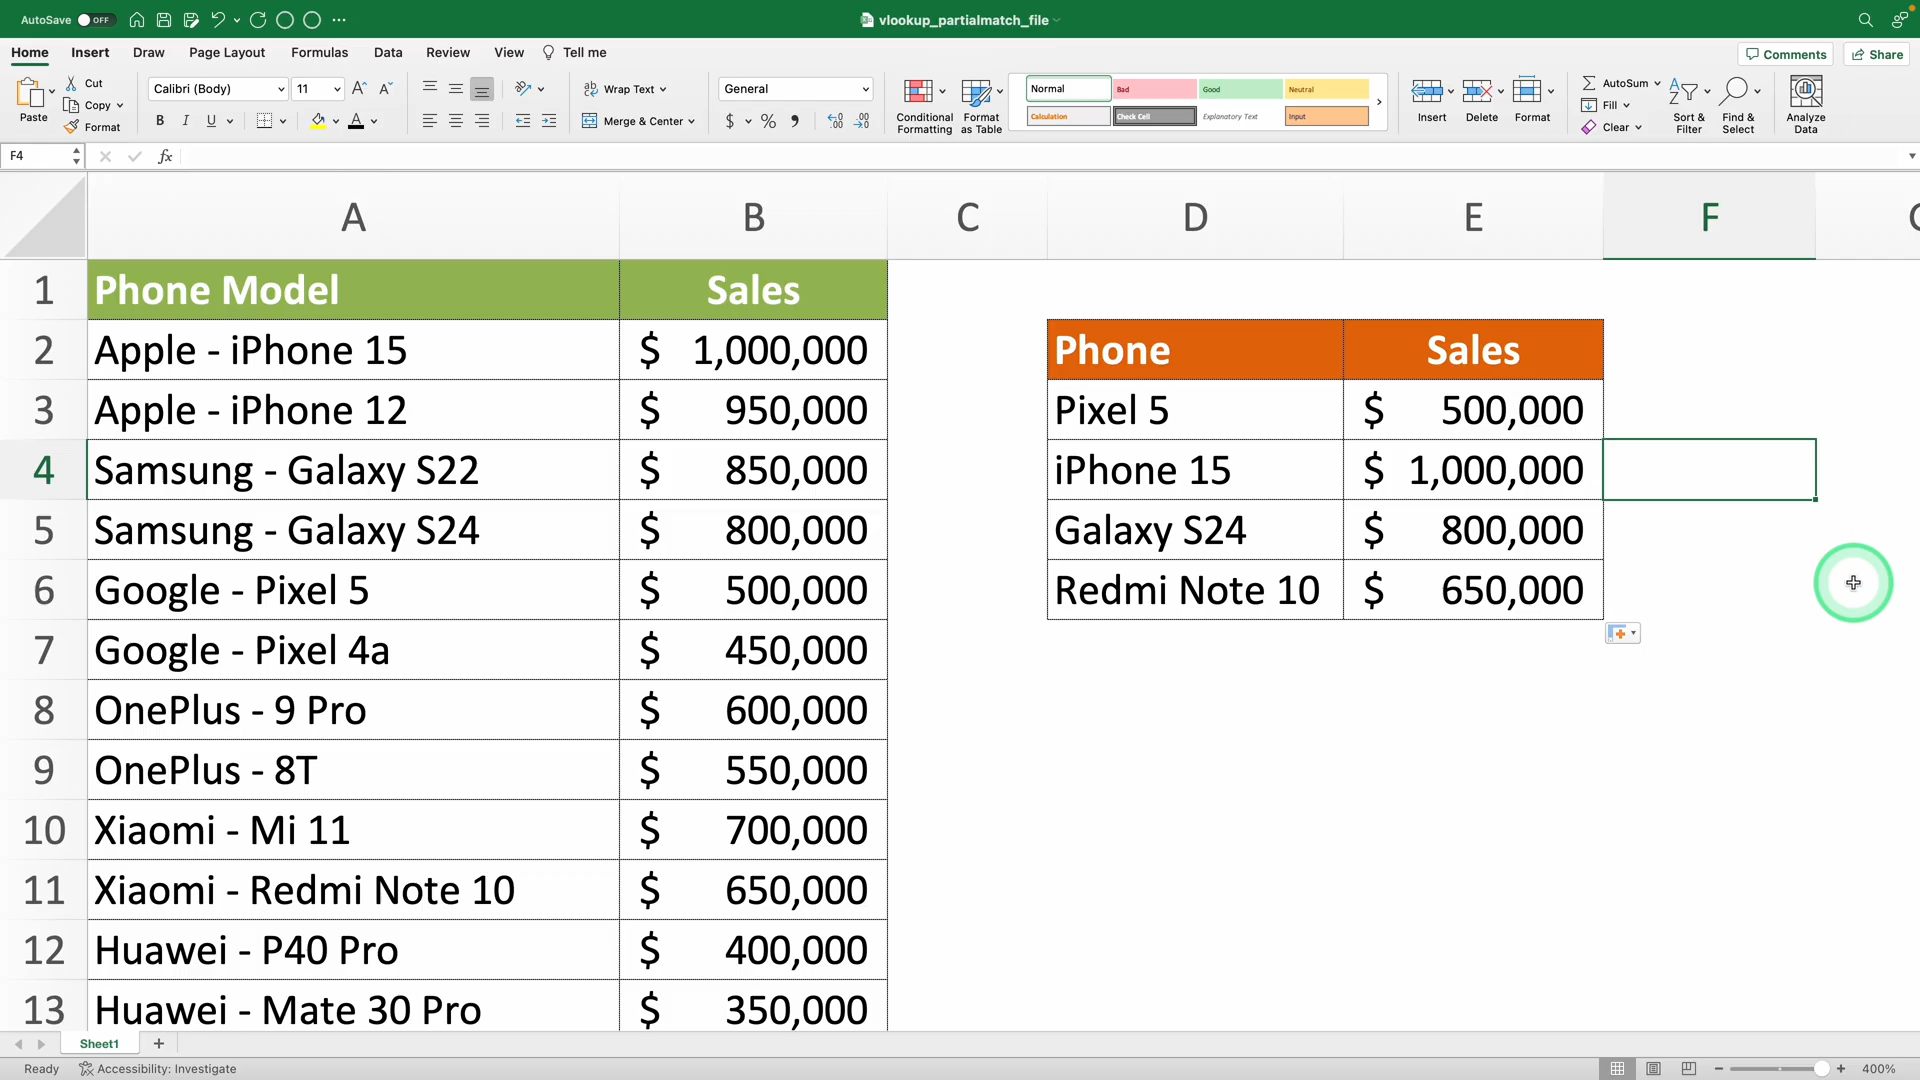 AutoSave OFF vlookup_partialmatch_file
Home Insert Draw Page Layout Formulas Data Review View Tell me Comments Share
Paste Cut Copy Format
Calibri (Body) 11
B I U A
Wrap Text
Merge & Center
General
$ %
Conditional Formatting
Format as Table
Normal Bad Good Neutral
Calculation Check Cell Explanatory Text Input
Insert Delete Format
AutoSum
Fill
Clear
Sort & Filter
Find & Select
Analyze Data
F4 fx
A B C D E F
1 Phone Model Sales
2 Apple - iPhone 15 $ 1,000,000 Phone Sales
3 Apple - iPhone 12 $ 950,000 Pixel 5 $ 500,000
4 Samsung - Galaxy S22 $ 850,000 iPhone 15 $ 1,000,000
5 Samsung - Galaxy S24 $ 800,000 Galaxy S24 $ 800,000
6 Google - Pixel 5 $ 500,000 Redmi Note 10 $ 650,000
7 Google - Pixel 4a $ 450,000
8 OnePlus - 9 Pro $ 600,000
9 OnePlus - 8T $ 550,000
10 Xiaomi - Mi 11 $ 700,000
11 Xiaomi - Redmi Note 10 $ 650,000
12 Huawei - P40 Pro $ 400,000
13 Huawei - Mate 30 Pro $ 350,000
Sheet1 +
Ready Accessibility: Investigate 400%